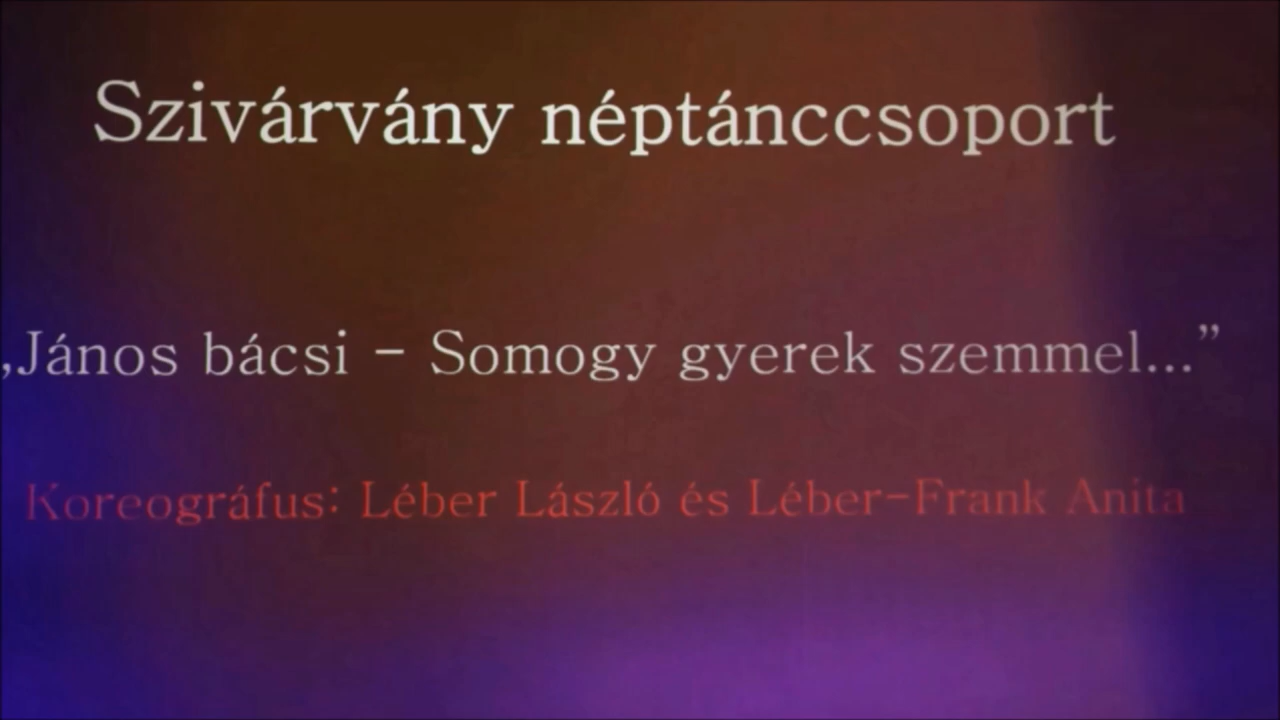 Szivárvány néptánccsoport
„János bácsi - Somogy gyerek szemmel...”
Koreográfus: Léber László és Léber-Frank Anita